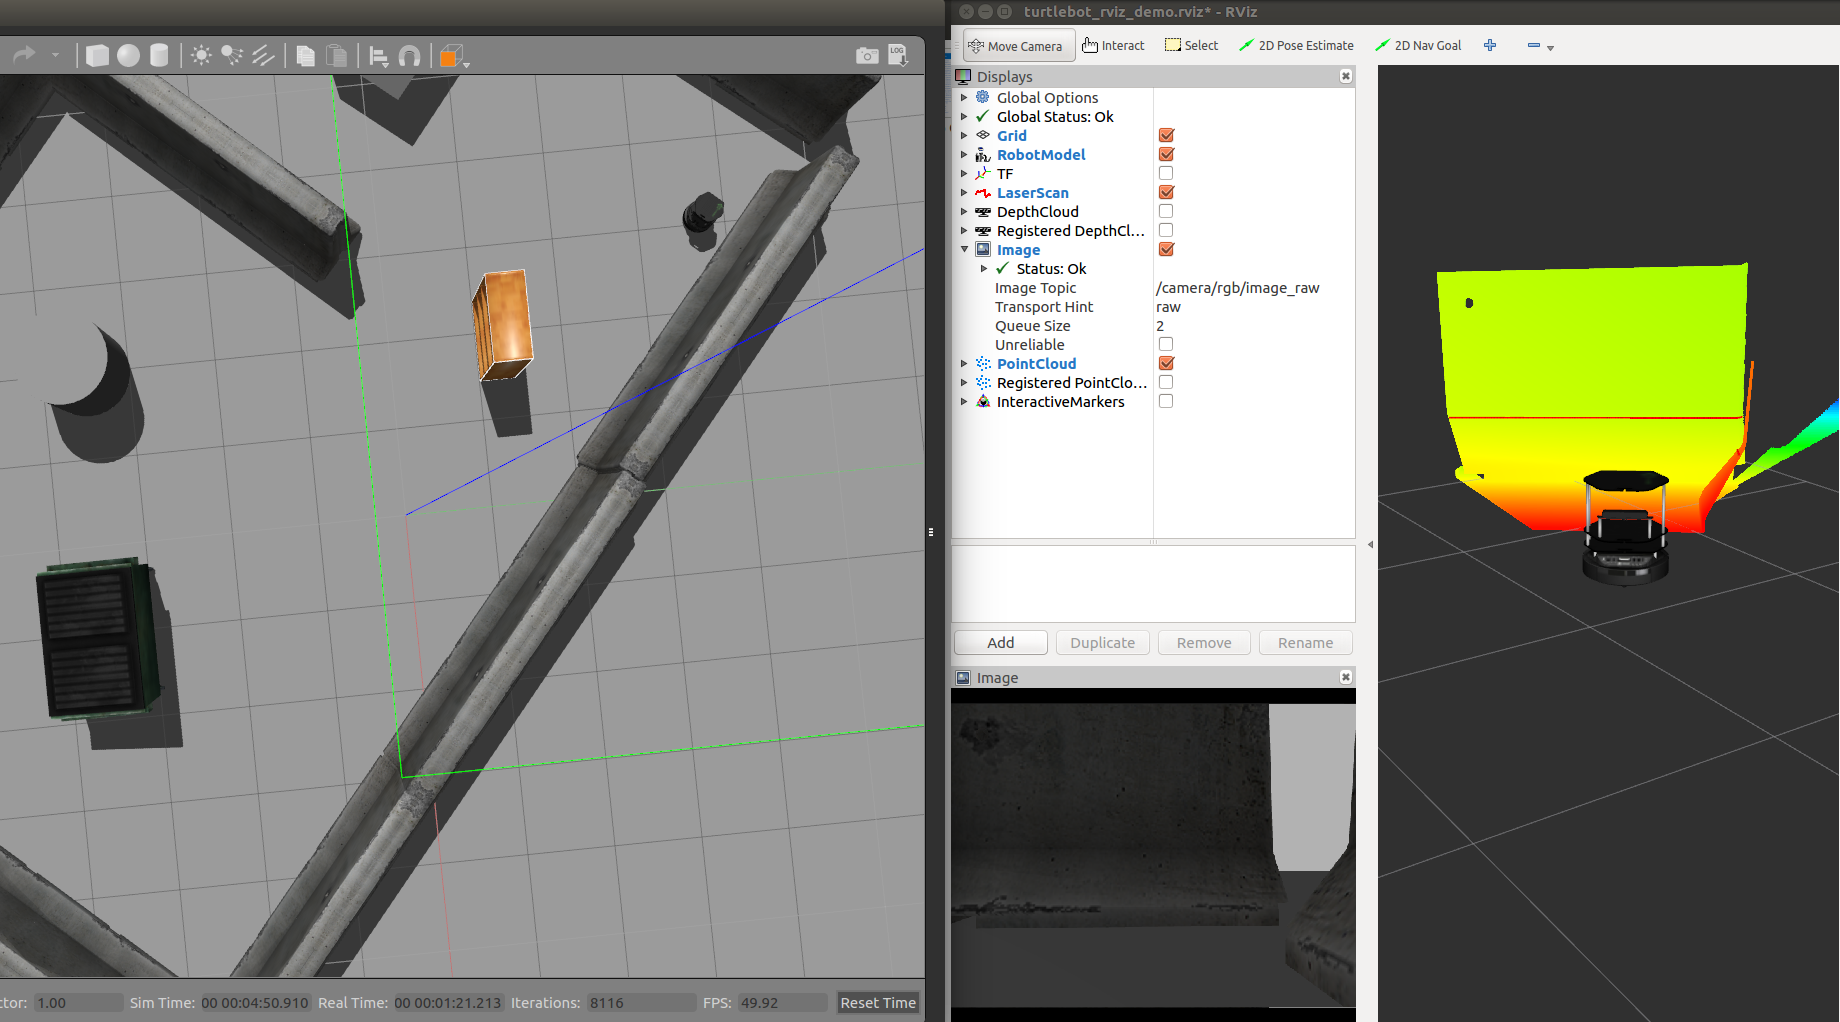 turtlebot_rviz_demo.rviz* - RViz
LOG
Move Camera Interact Select 2D Pose Estimate 2D Nav Goal
Displays
Global Options
Global Status: Ok
Grid
RobotModel
TF
LaserScan
DepthCloud
Registered DepthCl...
Image
Status: Ok
Image Topic /camera/rgb/image_raw
Transport Hint raw
Queue Size 2
Unreliable
PointCloud
Registered PointClo...
InteractiveMarkers
Add Duplicate Remove Rename
Image
ctor: 1.00 Sim Time: 00 00:04:50.910 Real Time: 00 00:01:21.213 Iterations: 8116 FPS: 49.92 Reset Time